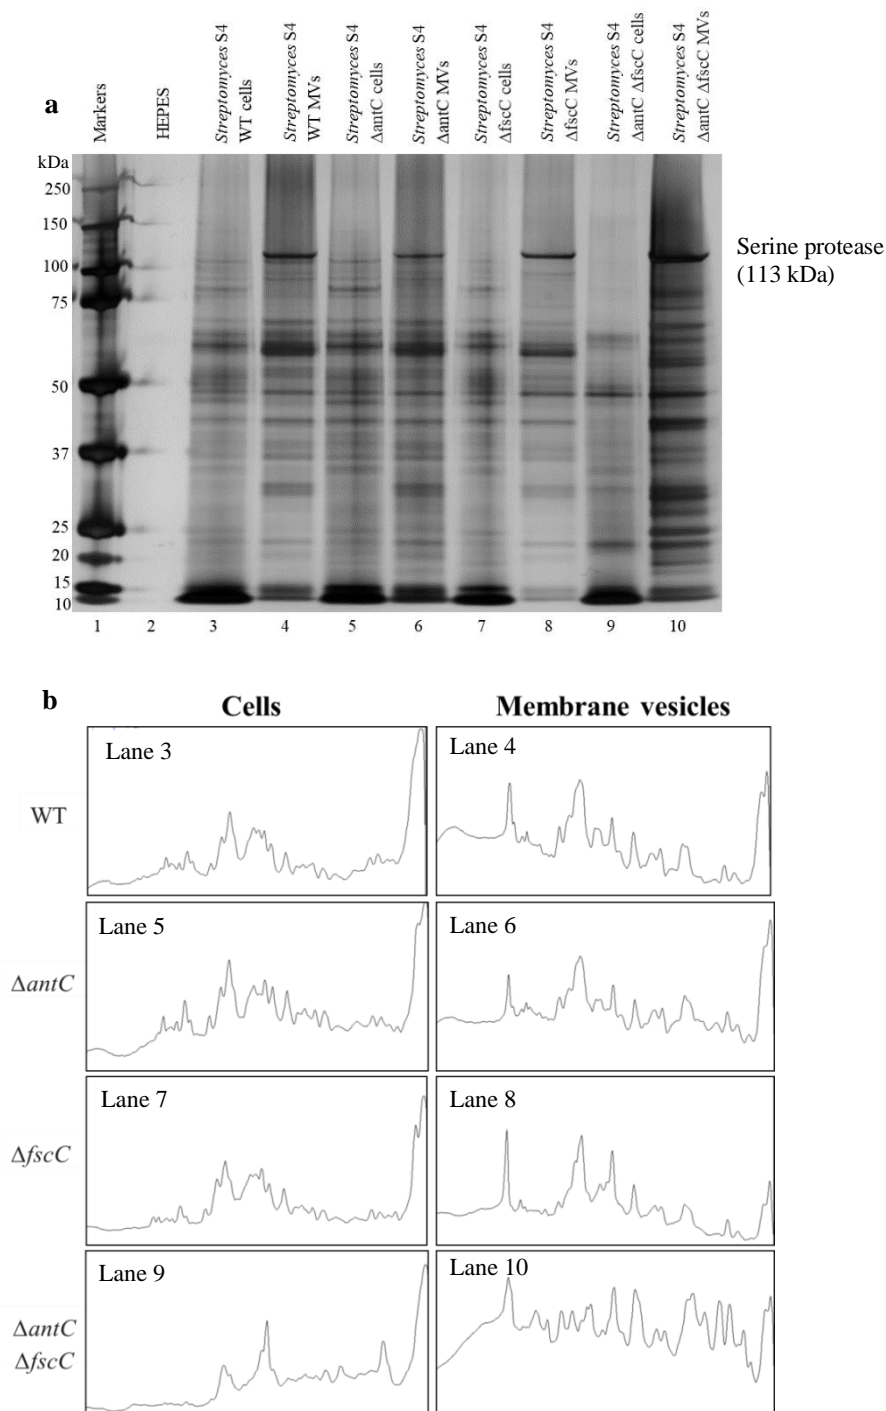 a
Markers
HEPES
Streptomyces S4
WT cells
Streptomyces S4
WT MVs
Streptomyces S4
ΔantC cells
Streptomyces S4
ΔantC MVs
Streptomyces S4
ΔfscC cells
Streptomyces S4
ΔfscC MVs
Streptomyces S4
ΔantC ΔfscC cells
Streptomyces S4
ΔantC ΔfscC MVs
kDa
250
150
100
75
50
37
25
20
15
10
Serine protease
(113 kDa)
1 2 3 4 5 6 7 8 9 10
b
Cells Membrane vesicles
WT
Lane 3 Lane 4
ΔantC
Lane 5 Lane 6
ΔfscC
Lane 7 Lane 8
ΔantC
ΔfscC
Lane 9 Lane 10